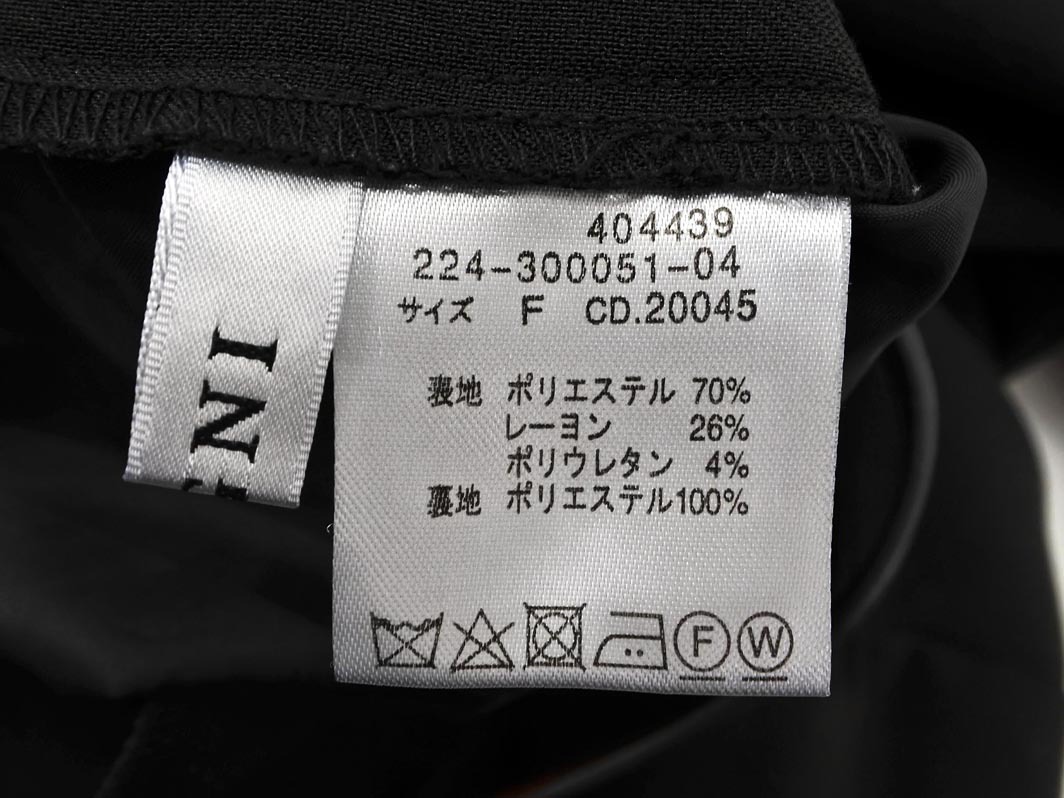 404439
224-300051-04
サイズ F CD.20045
表地 ポリエステル 70%
レーヨン 26%
ポリウレタン 4%
裏地 ポリエステル100%
F W
GNI